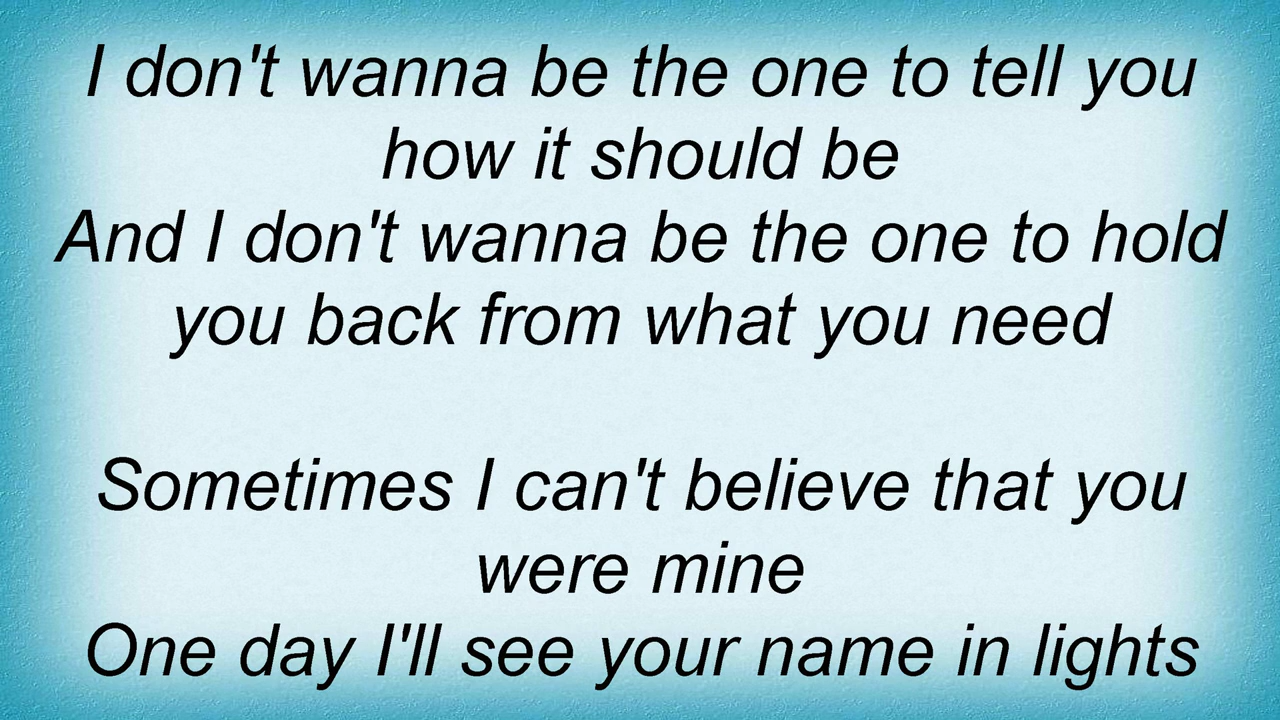 I don't wanna be the one to tell you
how it should be
And I don't wanna be the one to hold
you back from what you need
Sometimes I can't believe that you
were mine
One day I'll see your name in lights